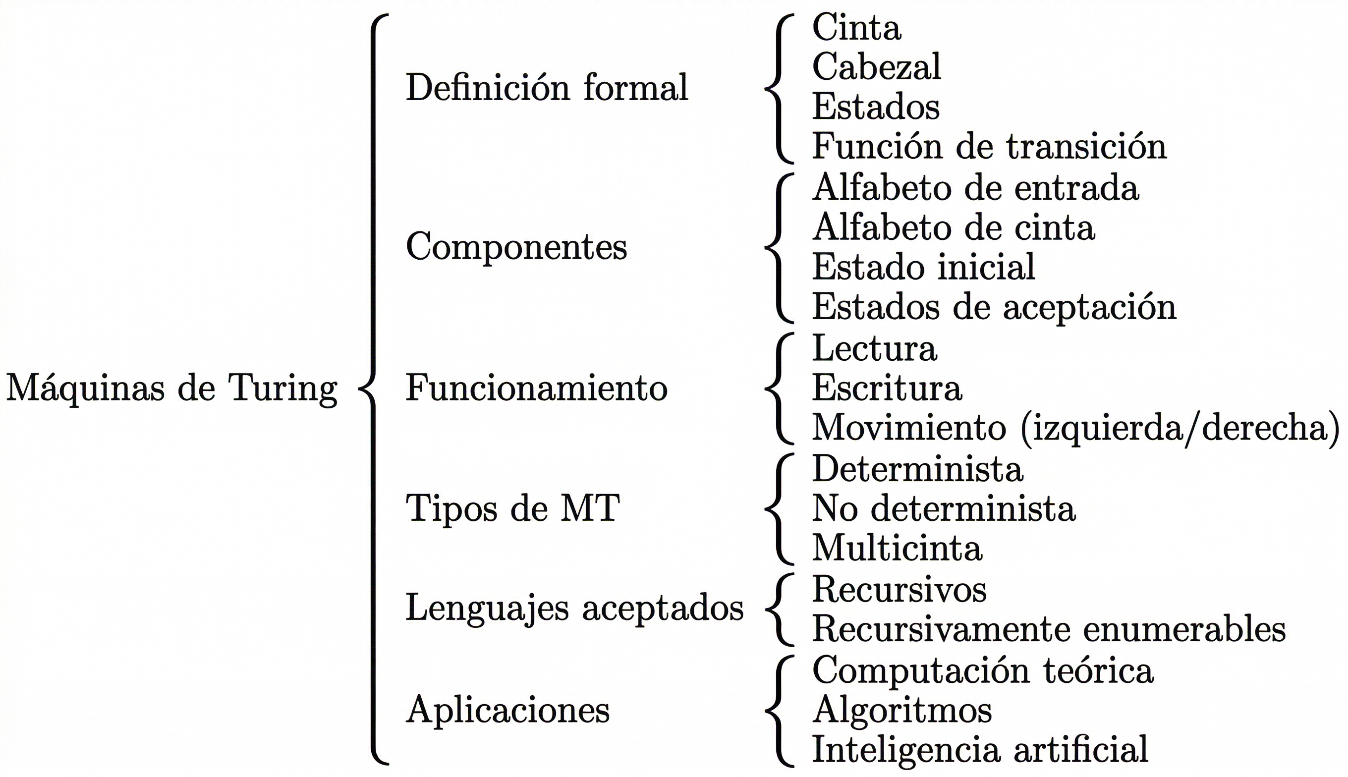 Máquinas de Turing
Definición formal
Cinta
Cabezal
Estados
Función de transición
Componentes
Alfabeto de entrada
Alfabeto de cinta
Estado inicial
Estados de aceptación
Funcionamiento
Lectura
Escritura
Movimiento (izquierda/derecha)
Tipos de MT
Determinista
No determinista
Multicinta
Lenguajes aceptados
Recursivos
Recursivamente enumerables
Aplicaciones
Computación teórica
Algoritmos
Inteligencia artificial